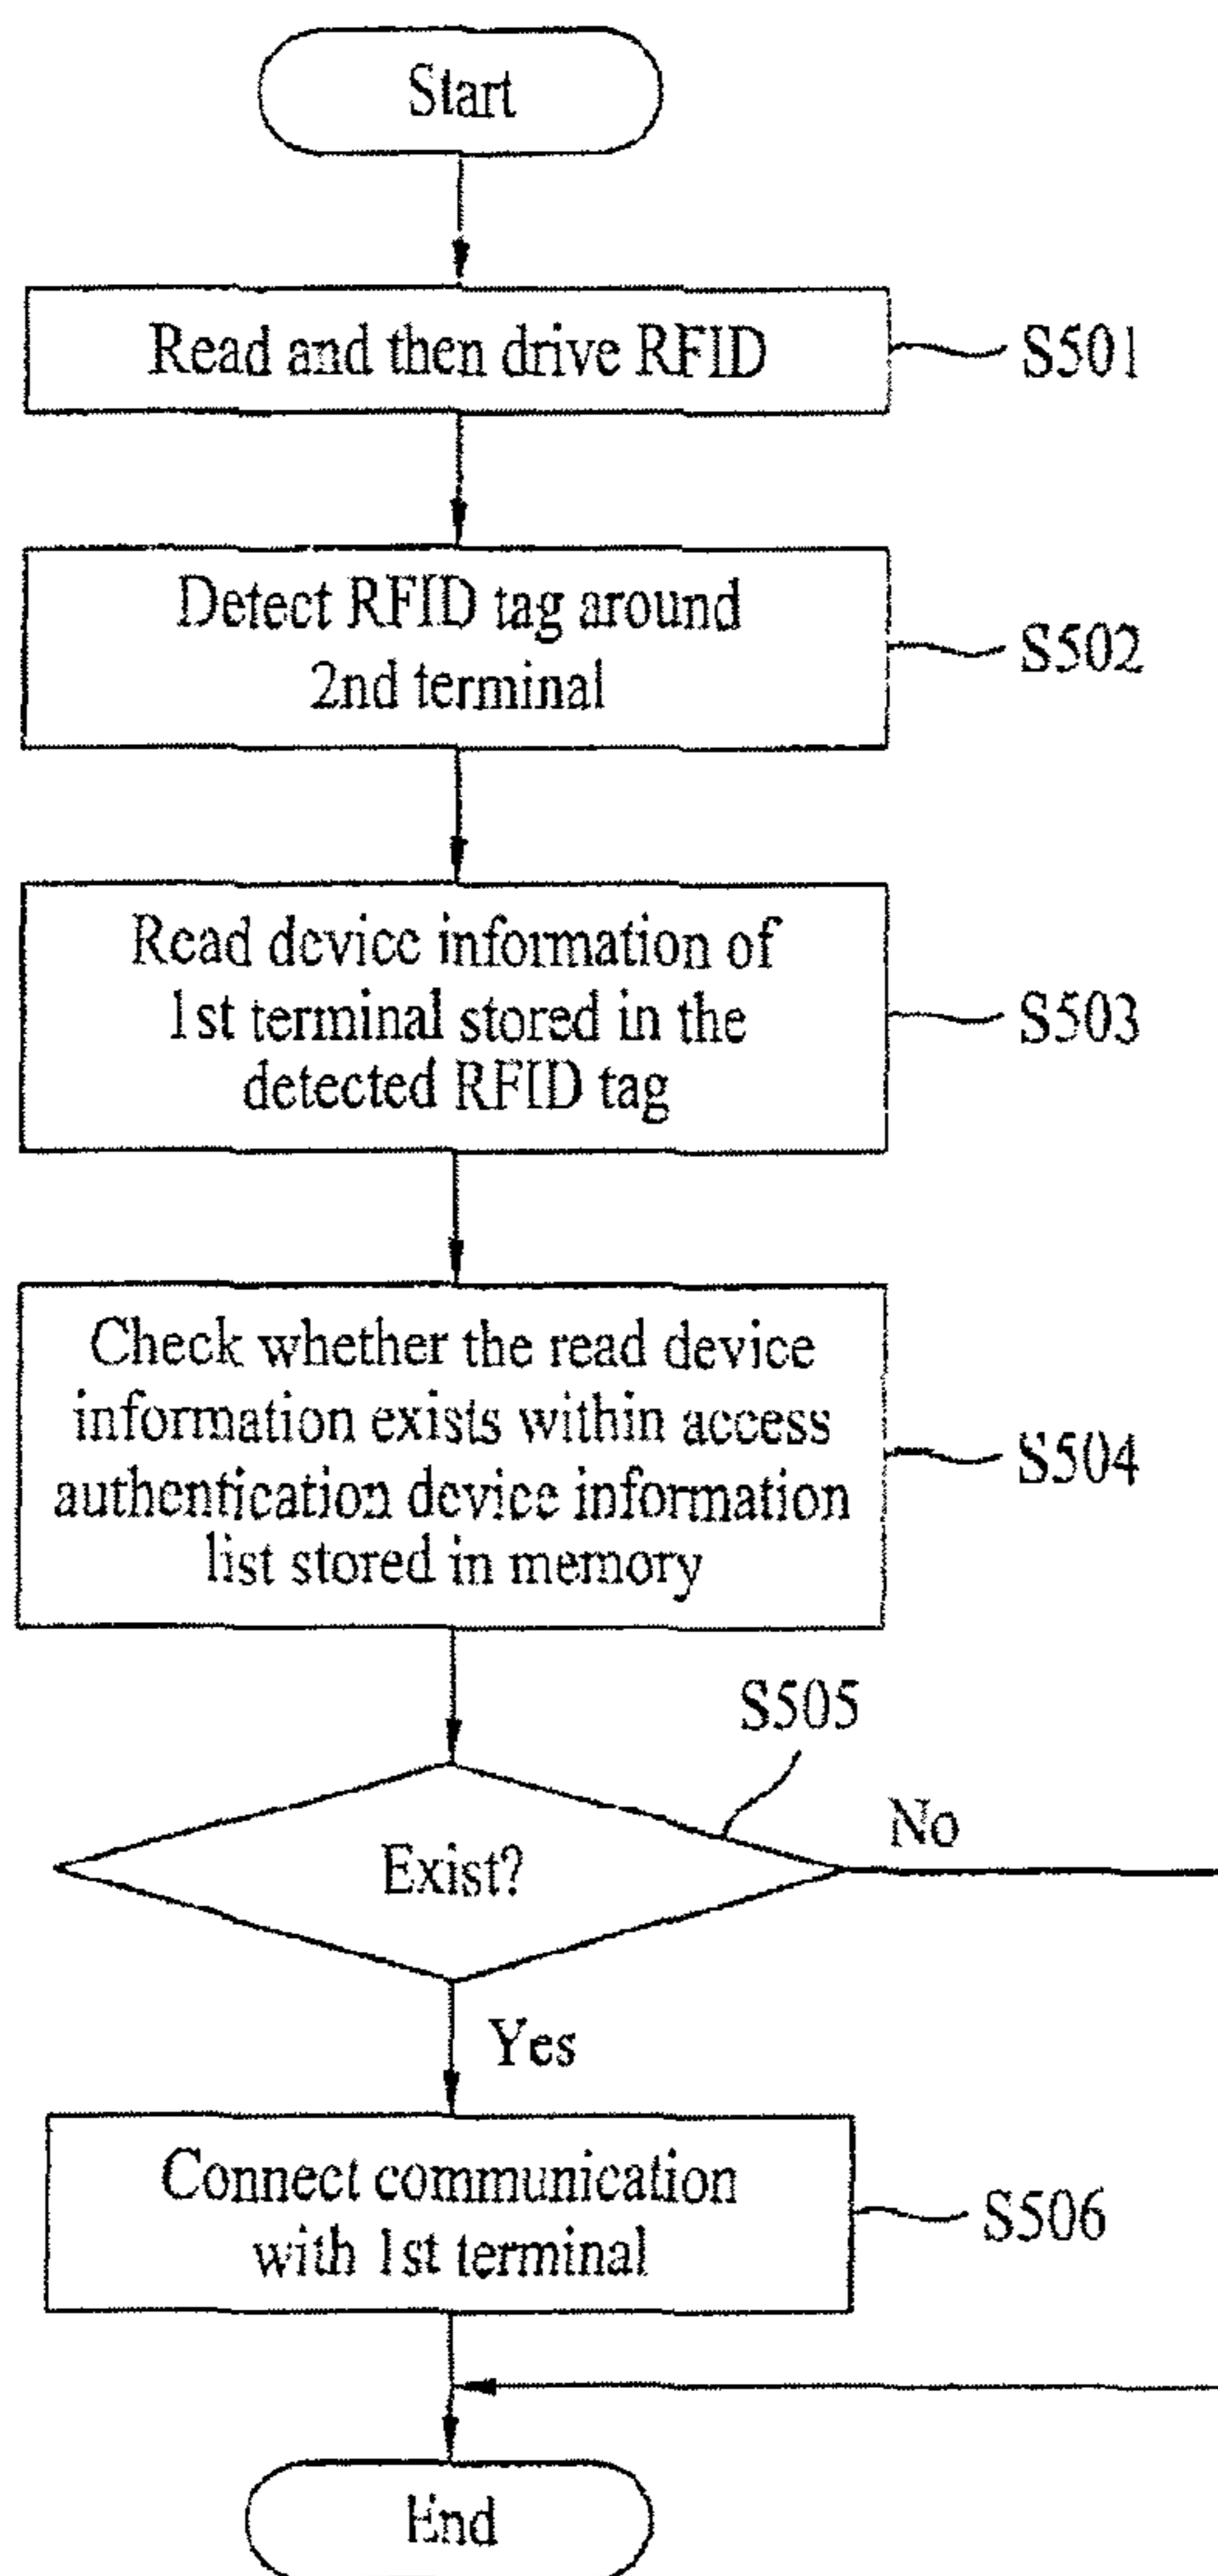 Start
Read and then drive RFID
S501
Detect RFID tag around
2nd terminal
S502
Read device information of
1st terminal stored in the
detected RFID tag
S503
Check whether the read device
information exists within access
authentication device information
list stored in memory
S504
S505
Exist?
No
Yes
Connect communication
with 1st terminal
S506
End